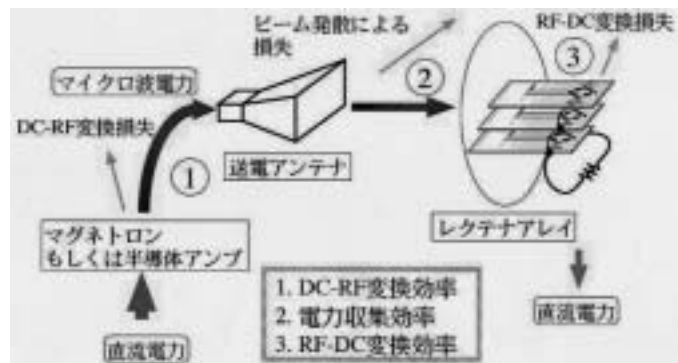 ビーム発散による
損失
RF-DC変換損失
③
②
マイクロ波電力
DC-RF変換損失
①
送電アンテナ
レクテナアレイ
マグネトロン
もしくは半導体アンプ
1. DC-RF変換効率
2. 電力収集効率
3. RF-DC変換効率
直流電力
直流電力